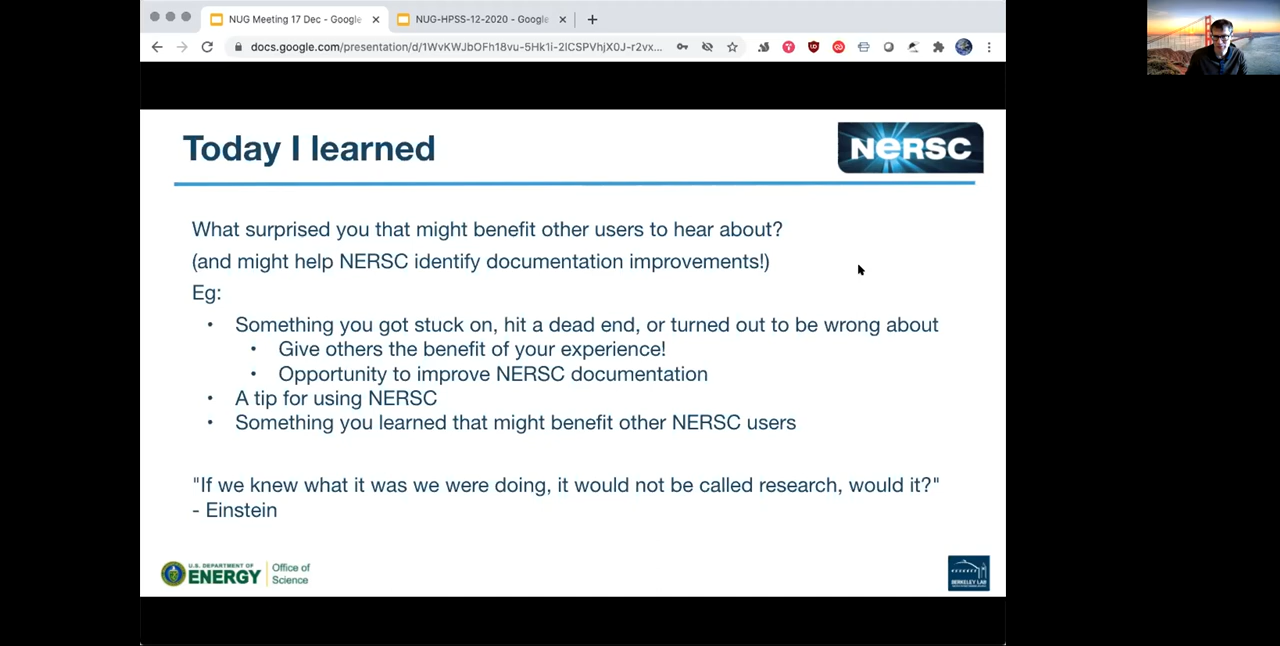 NUG Meeting 17 Dec - Google
NUG-HPSS-12-2020 - Google
docs.google.com/presentation/d/1WvKWJbOFh18vu-5Hk1i-2lCSPVhjX0J-r2vx...
Today I learned
NERSC
What surprised you that might benefit other users to hear about?
(and might help NERSC identify documentation improvements!)
Eg:
• Something you got stuck on, hit a dead end, or turned out to be wrong about
• Give others the benefit of your experience!
• Opportunity to improve NERSC documentation
• A tip for using NERSC
• Something you learned that might benefit other NERSC users
"If we knew what it was we were doing, it would not be called research, would it?"
- Einstein
U.S. DEPARTMENT OF
ENERGY
Office of
Science
BERKELEY LAB